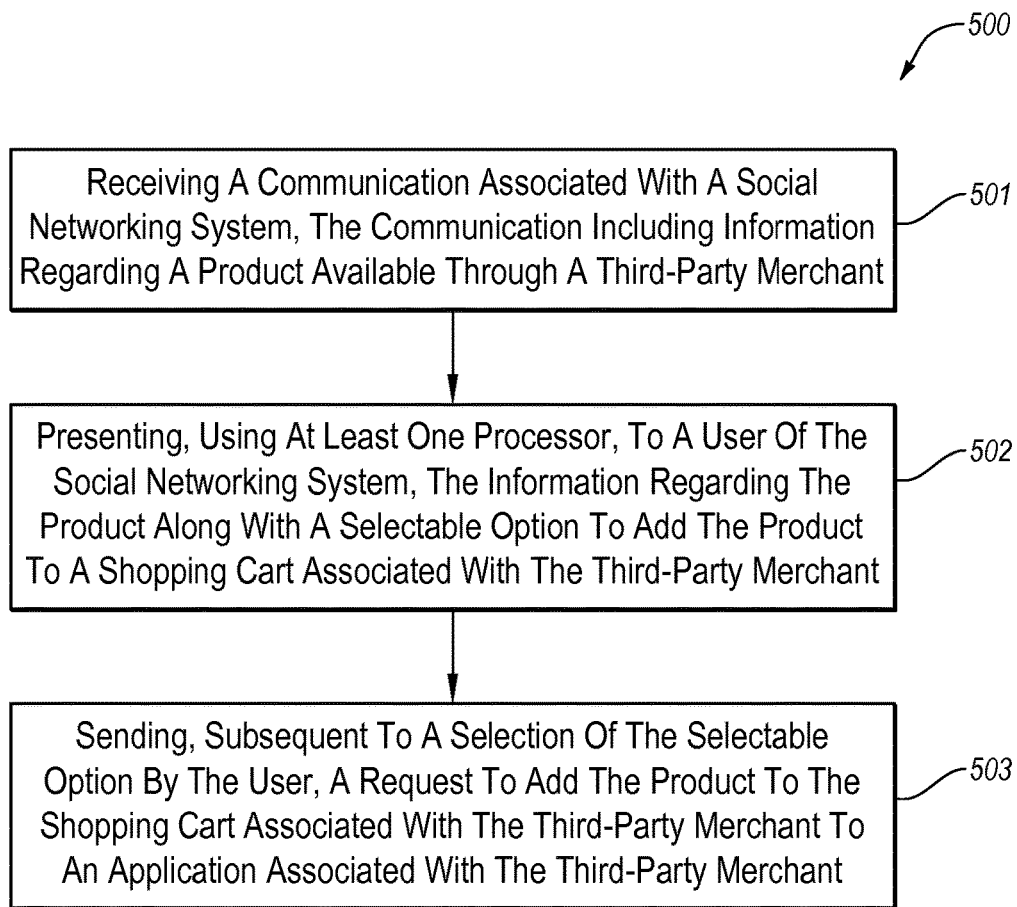 500
Receiving A Communication Associated With A Social
Networking System, The Communication Including Information
Regarding A Product Available Through A Third-Party Merchant
501
Presenting, Using At Least One Processor, To A User Of The
Social Networking System, The Information Regarding The
Product Along With A Selectable Option To Add The Product
To A Shopping Cart Associated With The Third-Party Merchant
502
Sending, Subsequent To A Selection Of The Selectable
Option By The User, A Request To Add The Product To The
Shopping Cart Associated With The Third-Party Merchant To
An Application Associated With The Third-Party Merchant
503